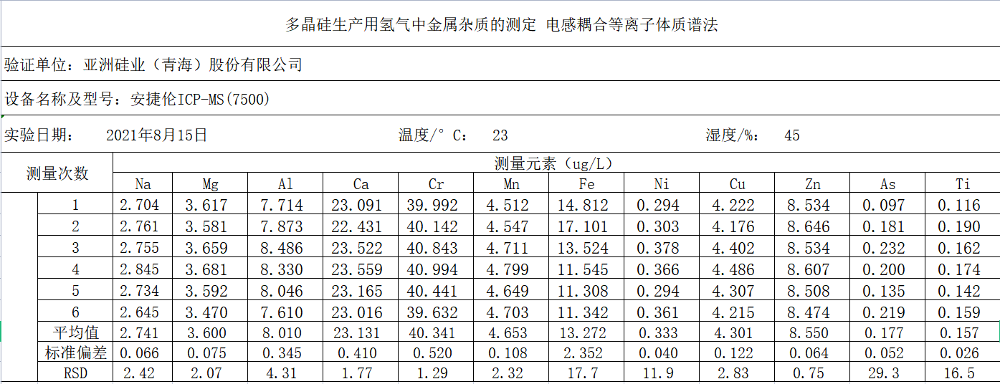 多晶硅生产用氢气中金属杂质的测定 电感耦合等离子体质谱法
验证单位：亚洲硅业（青海）股份有限公司
设备名称及型号：安捷伦ICP-MS(7500)
实验日期： 2021年8月15日 温度/°C： 23 湿度/%： 45
测量次数 测量元素（ug/L）
Na Mg Al Ca Cr Mn Fe Ni Cu Zn As Ti
1 2.704 3.617 7.714 23.091 39.992 4.512 14.812 0.294 4.222 8.534 0.097 0.116
2 2.761 3.581 7.873 22.431 40.142 4.547 17.101 0.303 4.176 8.646 0.181 0.190
3 2.755 3.659 8.486 23.522 40.843 4.711 13.524 0.378 4.402 8.534 0.232 0.162
4 2.845 3.681 8.330 23.559 40.994 4.799 11.545 0.366 4.486 8.607 0.200 0.174
5 2.734 3.592 8.046 23.165 40.441 4.649 11.308 0.294 4.307 8.508 0.135 0.142
6 2.645 3.470 7.610 23.016 39.632 4.703 11.342 0.361 4.215 8.474 0.219 0.159
平均值 2.741 3.600 8.010 23.131 40.341 4.653 13.272 0.333 4.301 8.550 0.177 0.157
标准偏差 0.066 0.075 0.345 0.410 0.520 0.108 2.352 0.040 0.122 0.064 0.052 0.026
RSD 2.42 2.07 4.31 1.77 1.29 2.32 17.7 11.9 2.83 0.75 29.3 16.5